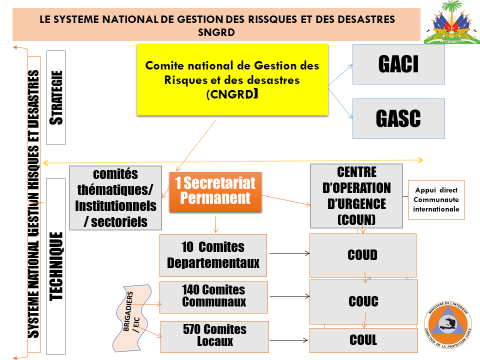 LE SYSTEME NATIONAL DE GESTION DES RISSQUES ET DES DESASTRES
SNGRD
Comite national de Gestion des
Risques et des desastres
(CNGRD)
GACI
GASC
STRATEGIE
SYSTEME NATIONAL GESTION RISQUES ET DESASTRES
TECHNIQUE
comités
thématiques/
Institutionnels
/ sectoriels
1 Secretariat
Permanent
CENTRE
D'OPERATION
D'URGENCE
(COUN)
Appui direct
Communaute
internationale
10 Comites
Departementaux
COUD
BRIGADIERS
/ EIC
140 Comites
Communaux
COUC
570 Comites
Locaux
COUL